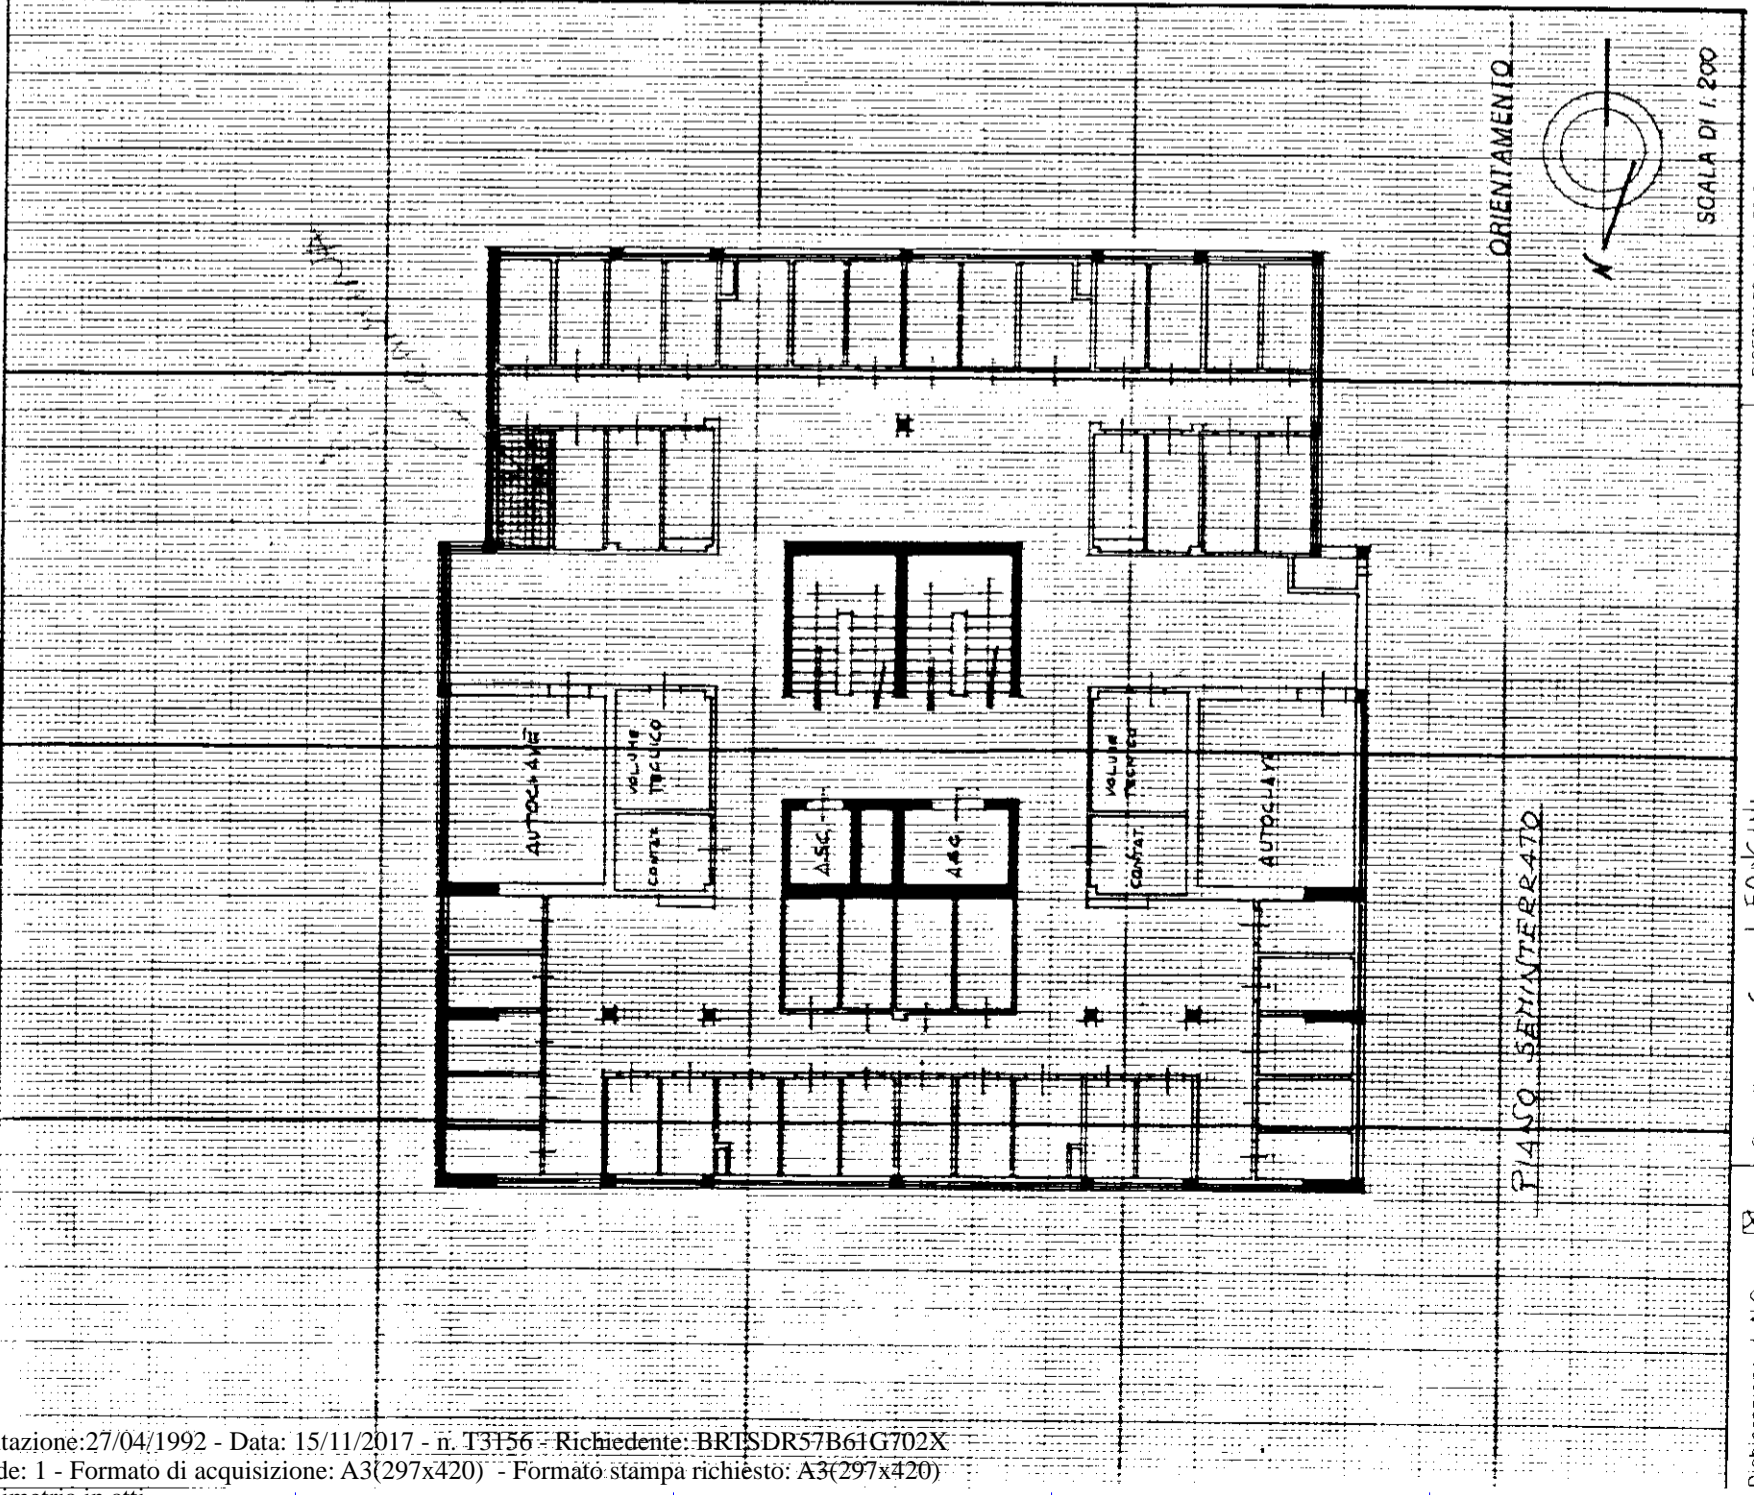 ORIENTAMENTO
N
SCALA DI 1.200
AUTOCLAVE
VOLUME
TECNICO
CONTAT
ASC.
ASC
VOLUME
TECNICO
CONTAT
AUTOCLAVE
PIANO SEMINTERRATO
tazione:27/04/1992 - Data: 15/11/2017 - n. T3156 - Richiedente: BRTSDR57B61G702X
de: 1 - Formato di acquisizione: A3(297x420) - Formato stampa richiesto: A3(297x420)